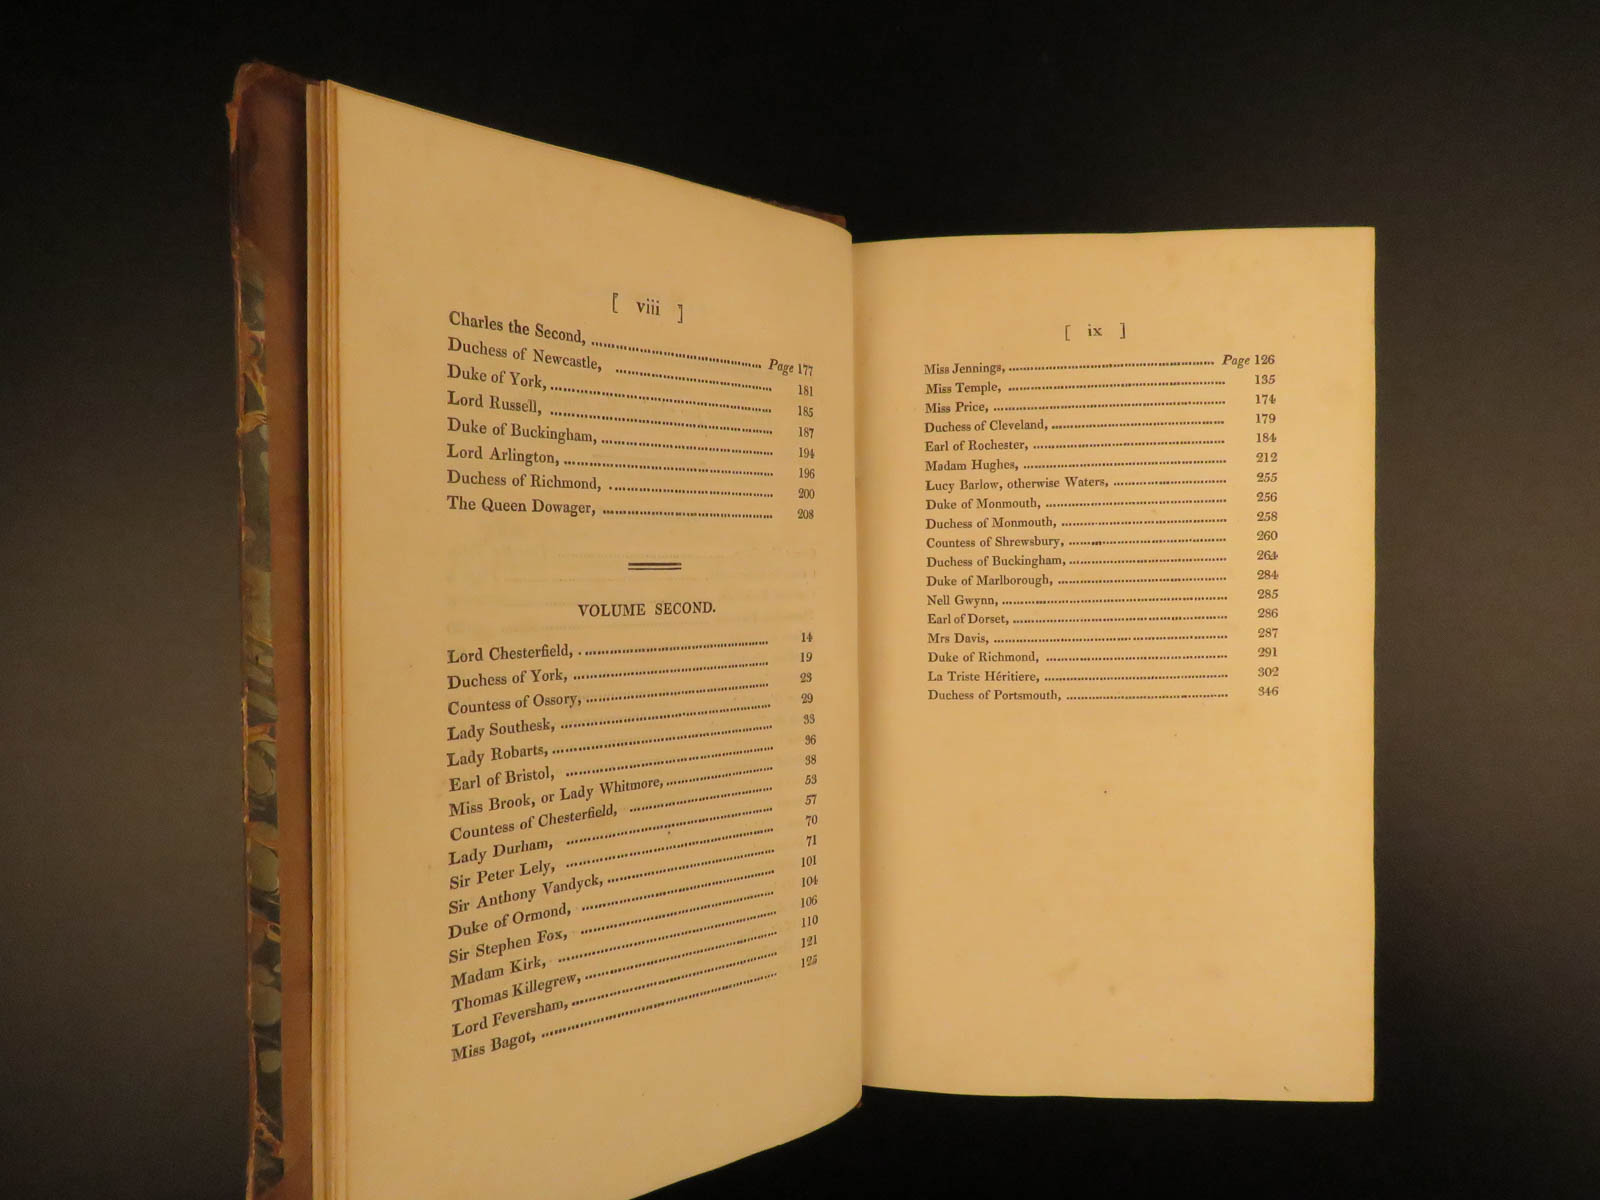 [ viii ]
Charles the Second, ........ Page 177
Duchess of Newcastle, ........ 181
Duke of York, ........ 185
Lord Russell, ........ 187
Duke of Buckingham, ........ 194
Lord Arlington, ........ 196
Duchess of Richmond, ........ 200
The Queen Dowager, ........ 208
VOLUME SECOND.
Lord Chesterfield, ........ 14
Duchess of York, ........ 19
Countess of Ossory, ........ 23
Lady Southesk, ........ 29
Lady Robarts, ........ 33
Earl of Bristol, ........ 36
Miss Brook, or Lady Whitmore, ........ 38
Countess of Chesterfield, ........ 53
Lady Durham, ........ 57
Sir Peter Lely, ........ 70
Sir Anthony Vandyck, ........ 71
Duke of Ormond, ........ 101
Sir Stephen Fox, ........ 104
Madam Kirk, ........ 106
Thomas Killegrew, ........ 110
Lord Feversham, ........ 121
Miss Bagot, ........ 125
[ ix ]
Miss Jennings, ........ Page 126
Miss Temple, ........ 135
Miss Price, ........ 174
Duchess of Cleveland, ........ 179
Earl of Rochester, ........ 184
Madam Hughes, ........ 212
Lucy Barlow, otherwise Waters, ........ 255
Duke of Monmouth, ........ 256
Duchess of Monmouth, ........ 258
Countess of Shrewsbury, ........ 260
Duchess of Buckingham, ........ 264
Duke of Marlborough, ........ 284
Nell Gwynn, ........ 285
Earl of Dorset, ........ 286
Mrs Davis, ........ 287
Duke of Richmond, ........ 291
La Triste Héritiere, ........ 302
Duchess of Portsmouth, ........ 346